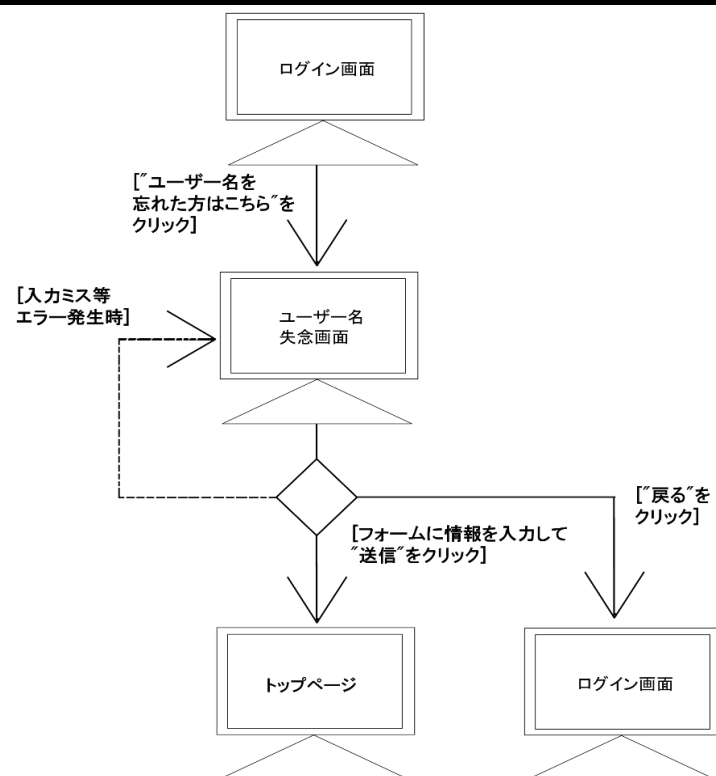 ログイン画面
[″ユーザー名を
忘れた方はこちら″を
クリック]
[入力ミス等
エラー発生時]
ユーザー名
失念画面
[″戻る″を
クリック]
[フォームに情報を入力して
″送信″をクリック]
トップページ
ログイン画面